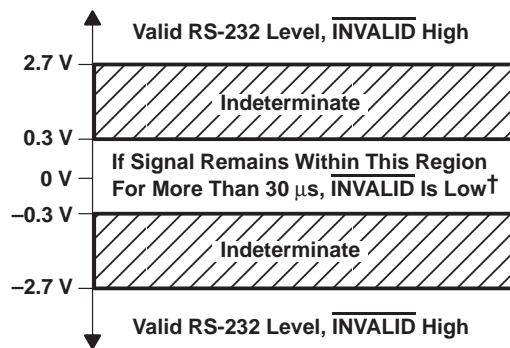 Valid RS-232 Level, INVALID High
2.7 V
Indeterminate
0.3 V
If Signal Remains Within This Region
0 V
For More Than 30 μs, INVALID Is Low†
–0.3 V
Indeterminate
–2.7 V
Valid RS-232 Level, INVALID High